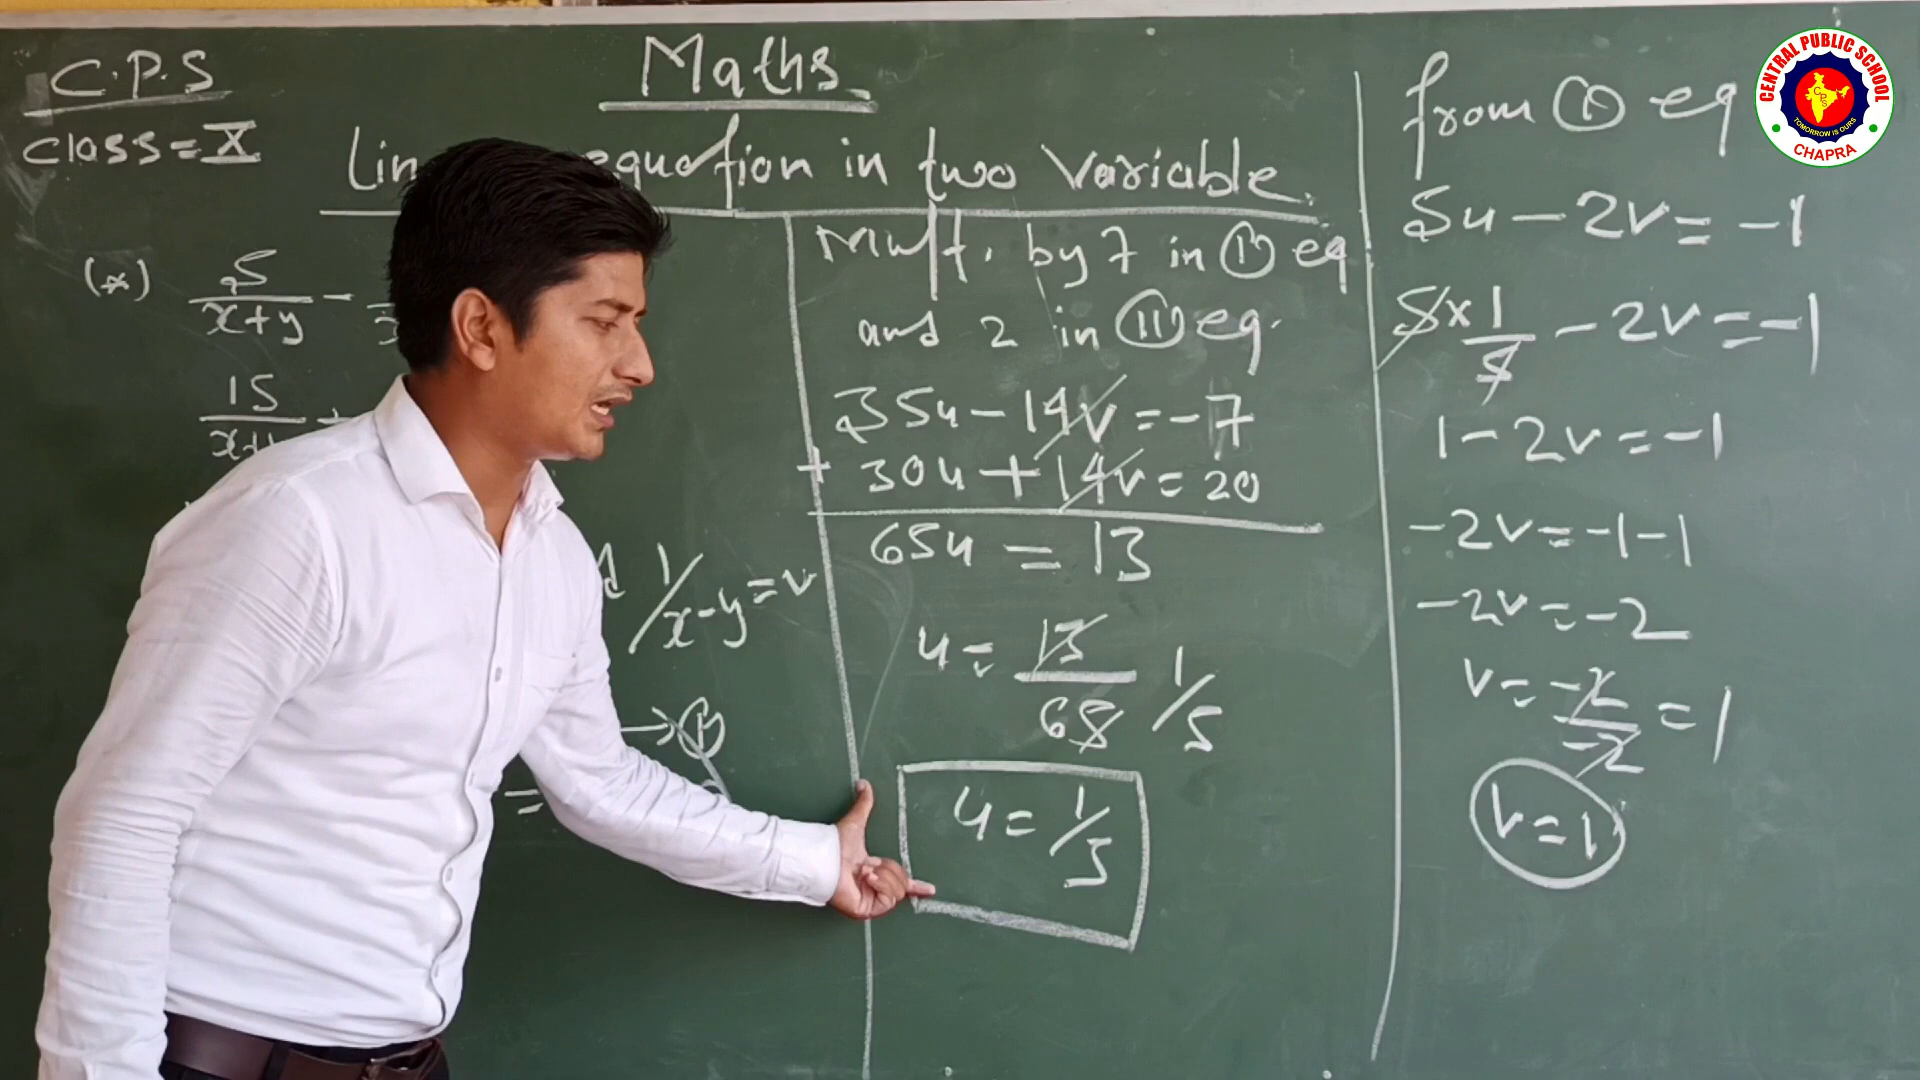 C.P.S
class = X
Maths
Lin equation in two Variable.
(*) 5/x+y -
15/x+y +
1/x-y = v
→ (I)
=
Mult. by 7 in (I) eq
and 2 in (II) eq.
35u - 14v = -7
+ 30u + 14v = 20
65u = 13
u = 13/65 1/5
u = 1/5
from (I) eq
5u - 2v = -1
5 x 1/5 - 2v = -1
1 - 2v = -1
-2v = -1 - 1
-2v = -2
v = -2/-2 = 1
v = 1
CENTRAL PUBLIC SCHOOL
CPS
TOMORROW IS OURS
CHAPRA